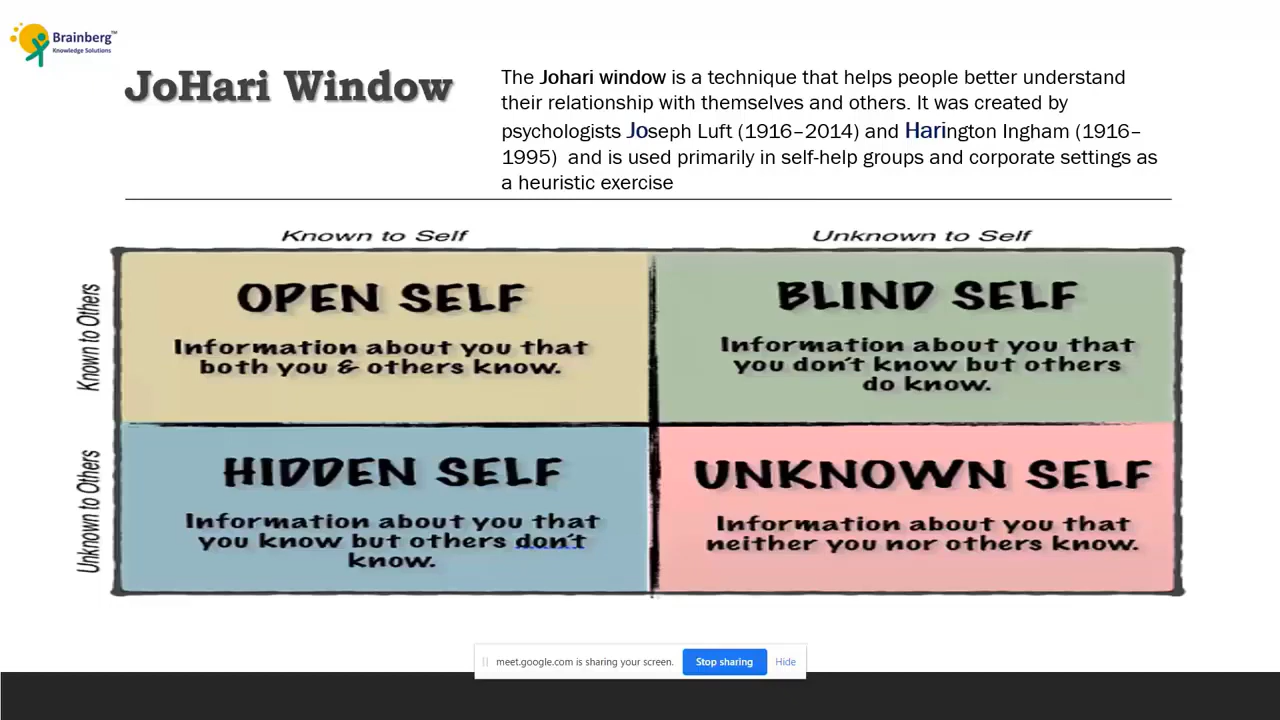 Brainberg™
Knowledge Solutions
JoHari Window
The Johari window is a technique that helps people better understand
their relationship with themselves and others. It was created by
psychologists Joseph Luft (1916–2014) and Harington Ingham (1916–
1995) and is used primarily in self-help groups and corporate settings as
a heuristic exercise
Known to Self
Unknown to Self
Known to Others
OPEN SELF
Information about you that
both you & others know.
BLIND SELF
Information about you that
you don't know but others
do know.
Unknown to Others
HIDDEN SELF
Information about you that
you know but others don't
know.
UNKNOWN SELF
Information about you that
neither you nor others know.
meet.google.com is sharing your screen.
Stop sharing
Hide